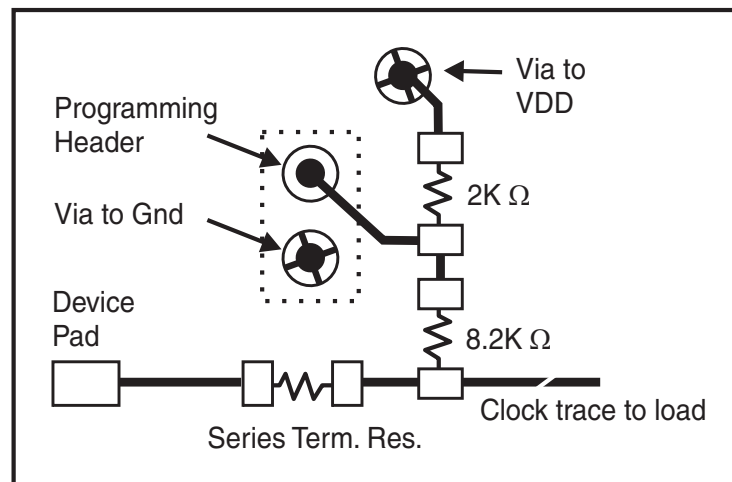 Via to
VDD
Programming
Header
2K Ω
Via to Gnd
Device
Pad
8.2K Ω
Clock trace to load
Series Term. Res.